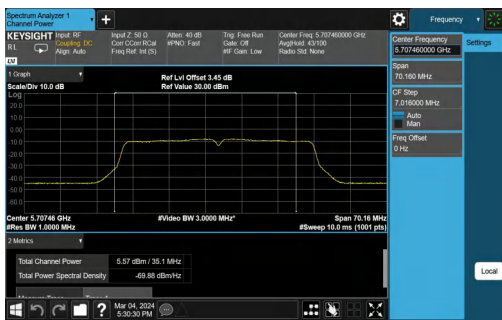 Spectrum Analyzer 1
Channel Power
Frequency
KEYSIGHT Input: RF Input Z: 50 Ω Atten: 40 dB Trig: Free Run Center Freq: 5.707460000 GHz
RL Coupling: DC Corr CCorr RCal #PNO: Fast Gate: Off Avg|Hold: 43/100
Align: Auto Freq Ref: Int (S) #IF Gain: Low Radio Std: None
Center Frequency
5.707460000 GHz
Settings
Span
70.160 MHz
CF Step
7.016000 MHz
Auto
Man
Freq Offset
0 Hz
1 Graph
Scale/Div 10.0 dB
Ref Lvl Offset 3.45 dB
Ref Value 30.00 dBm
Log
20.0
10.0
0.00
-10.0
-20.0
-30.0
-40.0
-50.0
-60.0
Center 5.70746 GHz #Video BW 3.0000 MHz* Span 70.16 MHz
#Res BW 1.0000 MHz #Sweep 10.0 ms (1001 pts)
2 Metrics
Total Channel Power 5.57 dBm / 35.1 MHz
Total Power Spectral Density -69.88 dBm/Hz
Local
Mar 04, 2024
5:30:30 PM